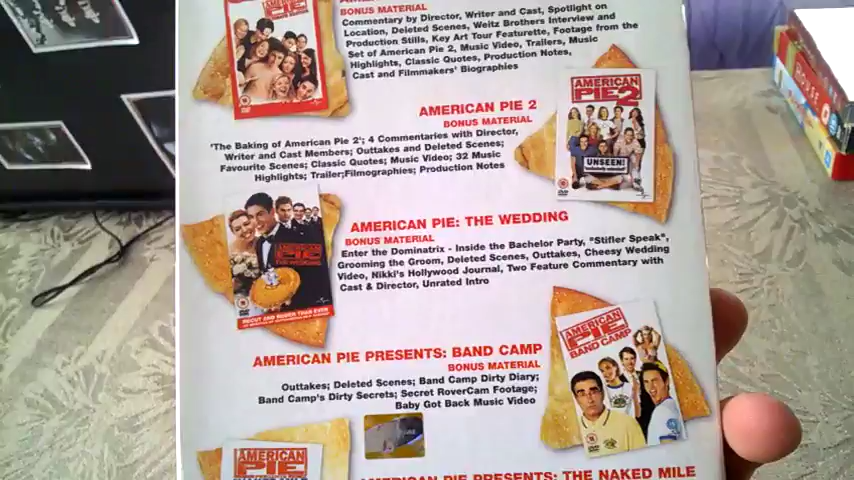 BONUS MATERIAL
Commentary by Director, Writer and Cast, Spotlight on
Location, Deleted Scenes, Weitz Brothers Interview and
Production Stills, Key Art Tour Featurette, Footage from the
Set of American Pie 2, Music Video, Trailers, Music
Highlights, Classic Quotes, Production Notes,
Cast and Filmmakers' Biographies
AMERICAN PIE 2
BONUS MATERIAL
'The Baking of American Pie 2'; 4 Commentaries with Director,
Writer and Cast Members; Outtakes and Deleted Scenes;
Favourite Scenes; Classic Quotes; Music Video; 32 Music
Highlights; Trailer;Filmographies; Production Notes
AMERICAN
PIE 2
UNSEEN!
AMERICAN PIE: THE WEDDING
BONUS MATERIAL
Enter the Dominatrix - Inside the Bachelor Party, "Stifler Speak",
Grooming the Groom, Deleted Scenes, Outtakes, Cheesy Wedding
Video, Nikki's Hollywood Journal, Two Feature Commentary with
Cast & Director, Unrated Intro
AMERICAN
PIE
THE WEDDING
AMERICAN PIE PRESENTS: BAND CAMP
BONUS MATERIAL
Outtakes; Deleted Scenes; Band Camp Dirty Diary;
Band Camp's Dirty Secrets; Secret RoverCam Footage;
Baby Got Back Music Video
AMERICAN
PIE
BAND CAMP
AMERICAN
PIE
AMERICAN PIE PRESENTS: THE NAKED MILE
HOUSE